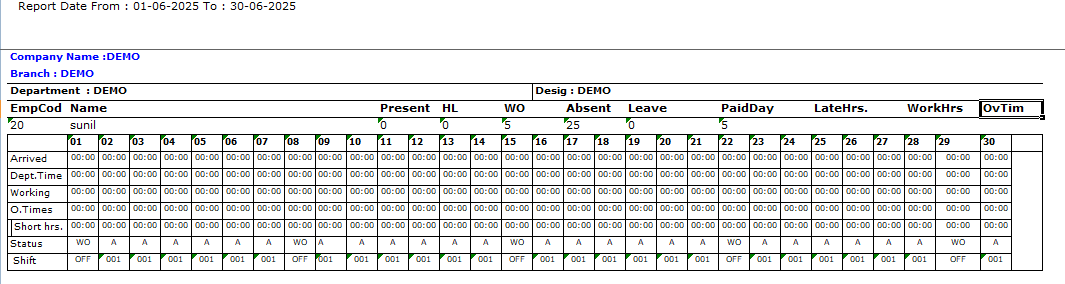 Report Date From : 01-06-2025 To : 30-06-2025
Company Name :DEMO
Branch : DEMO
Department : DEMO Desig : DEMO
EmpCod Name Present HL WO Absent Leave PaidDay LateHrs. WorkHrs OvTim
20 sunil 0 0 5 25 0 5
01 02 03 04 05 06 07 08 09 10 11 12 13 14 15 16 17 18 19 20 21 22 23 24 25 26 27 28 29 30
Arrived 00:00 00:00 00:00 00:00 00:00 00:00 00:00 00:00 00:00 00:00 00:00 00:00 00:00 00:00 00:00 00:00 00:00 00:00 00:00 00:00 00:00 00:00 00:00 00:00 00:00 00:00 00:00 00:00 00:00 00:00
Dept.Time 00:00 00:00 00:00 00:00 00:00 00:00 00:00 00:00 00:00 00:00 00:00 00:00 00:00 00:00 00:00 00:00 00:00 00:00 00:00 00:00 00:00 00:00 00:00 00:00 00:00 00:00 00:00 00:00 00:00 00:00
Working 00:00 00:00 00:00 00:00 00:00 00:00 00:00 00:00 00:00 00:00 00:00 00:00 00:00 00:00 00:00 00:00 00:00 00:00 00:00 00:00 00:00 00:00 00:00 00:00 00:00 00:00 00:00 00:00 00:00 00:00
O.Times 00:00 00:00 00:00 00:00 00:00 00:00 00:00 00:00 00:00 00:00 00:00 00:00 00:00 00:00 00:00 00:00 00:00 00:00 00:00 00:00 00:00 00:00 00:00 00:00 00:00 00:00 00:00 00:00 00:00 00:00
Short hrs. 00:00 00:00 00:00 00:00 00:00 00:00 00:00 00:00 00:00 00:00 00:00 00:00 00:00 00:00 00:00 00:00 00:00 00:00 00:00 00:00 00:00 00:00 00:00 00:00 00:00 00:00 00:00 00:00 00:00 00:00
Status WO A A A A A A WO A A A A A A WO A A A A A A WO A A A A A A WO A
Shift OFF 001 001 001 001 001 001 OFF 001 001 001 001 001 001 OFF 001 001 001 001 001 001 OFF 001 001 001 001 001 001 OFF 001